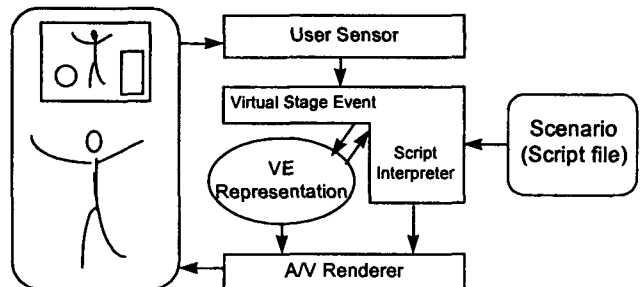 User Sensor
Virtual Stage Event
Script
Interpreter
VE
Representation
Scenario
(Script file)
A/V Renderer